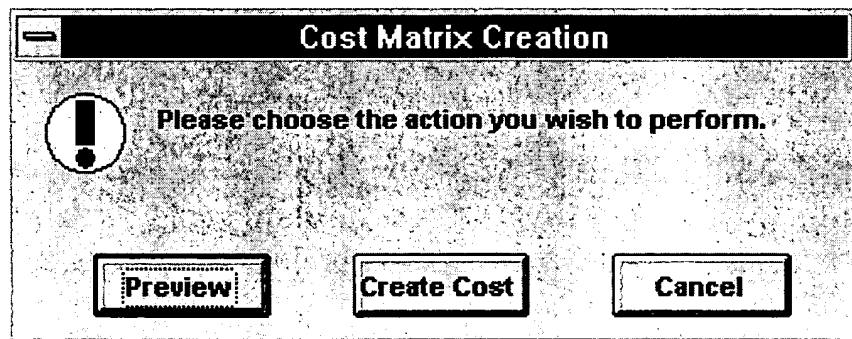 Cost Matrix Creation
Please choose the action you wish to perform.
Preview Create Cost Cancel